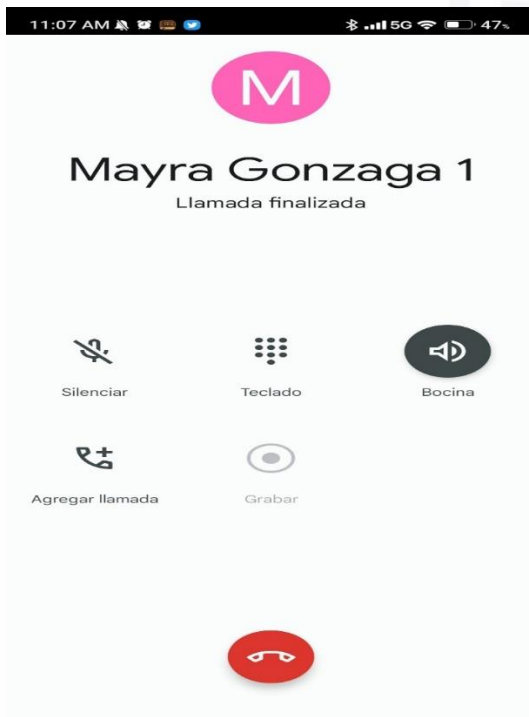 11:07 AM 5G 47%
M
Mayra Gonzaga 1
Llamada finalizada
Silenciar Teclado Bocina
Agregar llamada Grabar